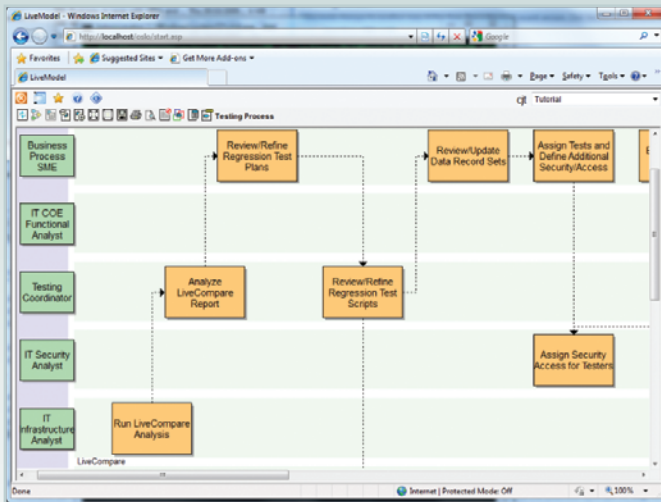 LiveModel - Windows Internet Explorer
http://localhost/oslo/start.asp
Google
Favorites
Suggested Sites
Get More Add-ons
LiveModel
Page
Safety
Tools
Tutorial
Testing Process
Business
Process
SME
Review/Refine
Regression Test
Plans
Review/Update
Data Record Sets
Assign Tests and
Define Additional
Security/Access
IT COE
Functional
Analyst
Testing
Coordinator
Analyze
LiveCompare
Report
Review/Refine
Regression Test
Scripts
IT Security
Analyst
Assign Security
Access for Testers
IT
nfrastructure
Analyst
Run LiveCompare
Analysis
LiveCompare
Done
Internet | Protected Mode: Off
100%